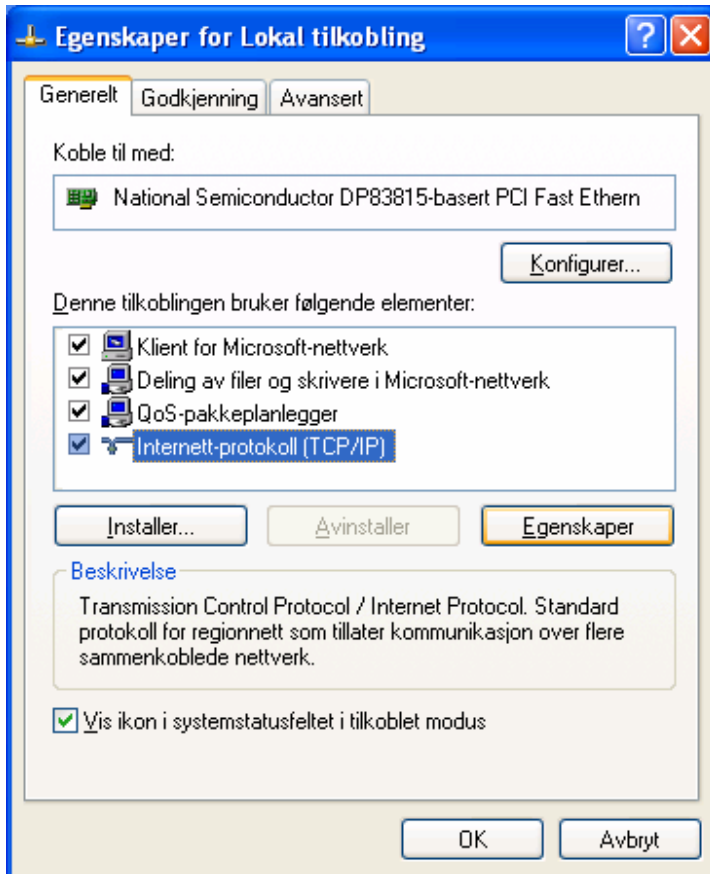 Egenskaper for Lokal tilkobling
Generelt Godkjenning Avansert
Koble til med:
National Semiconductor DP83815-basert PCI Fast Ethern
Konfigurer...
Denne tilkoblingen bruker følgende elementer:
Klient for Microsoft-nettverk
Deling av filer og skrivere i Microsoft-nettverk
QoS-pakkeplanlegger
Internett-protokoll (TCP/IP)
Installer... Avinstaller Egenskaper
Beskrivelse
Transmission Control Protocol / Internet Protocol. Standard
protokoll for regionnett som tillater kommunikasjon over flere
sammenkoblede nettverk.
Vis ikon i systemstatusfeltet i tilkoblet modus
OK Avbryt